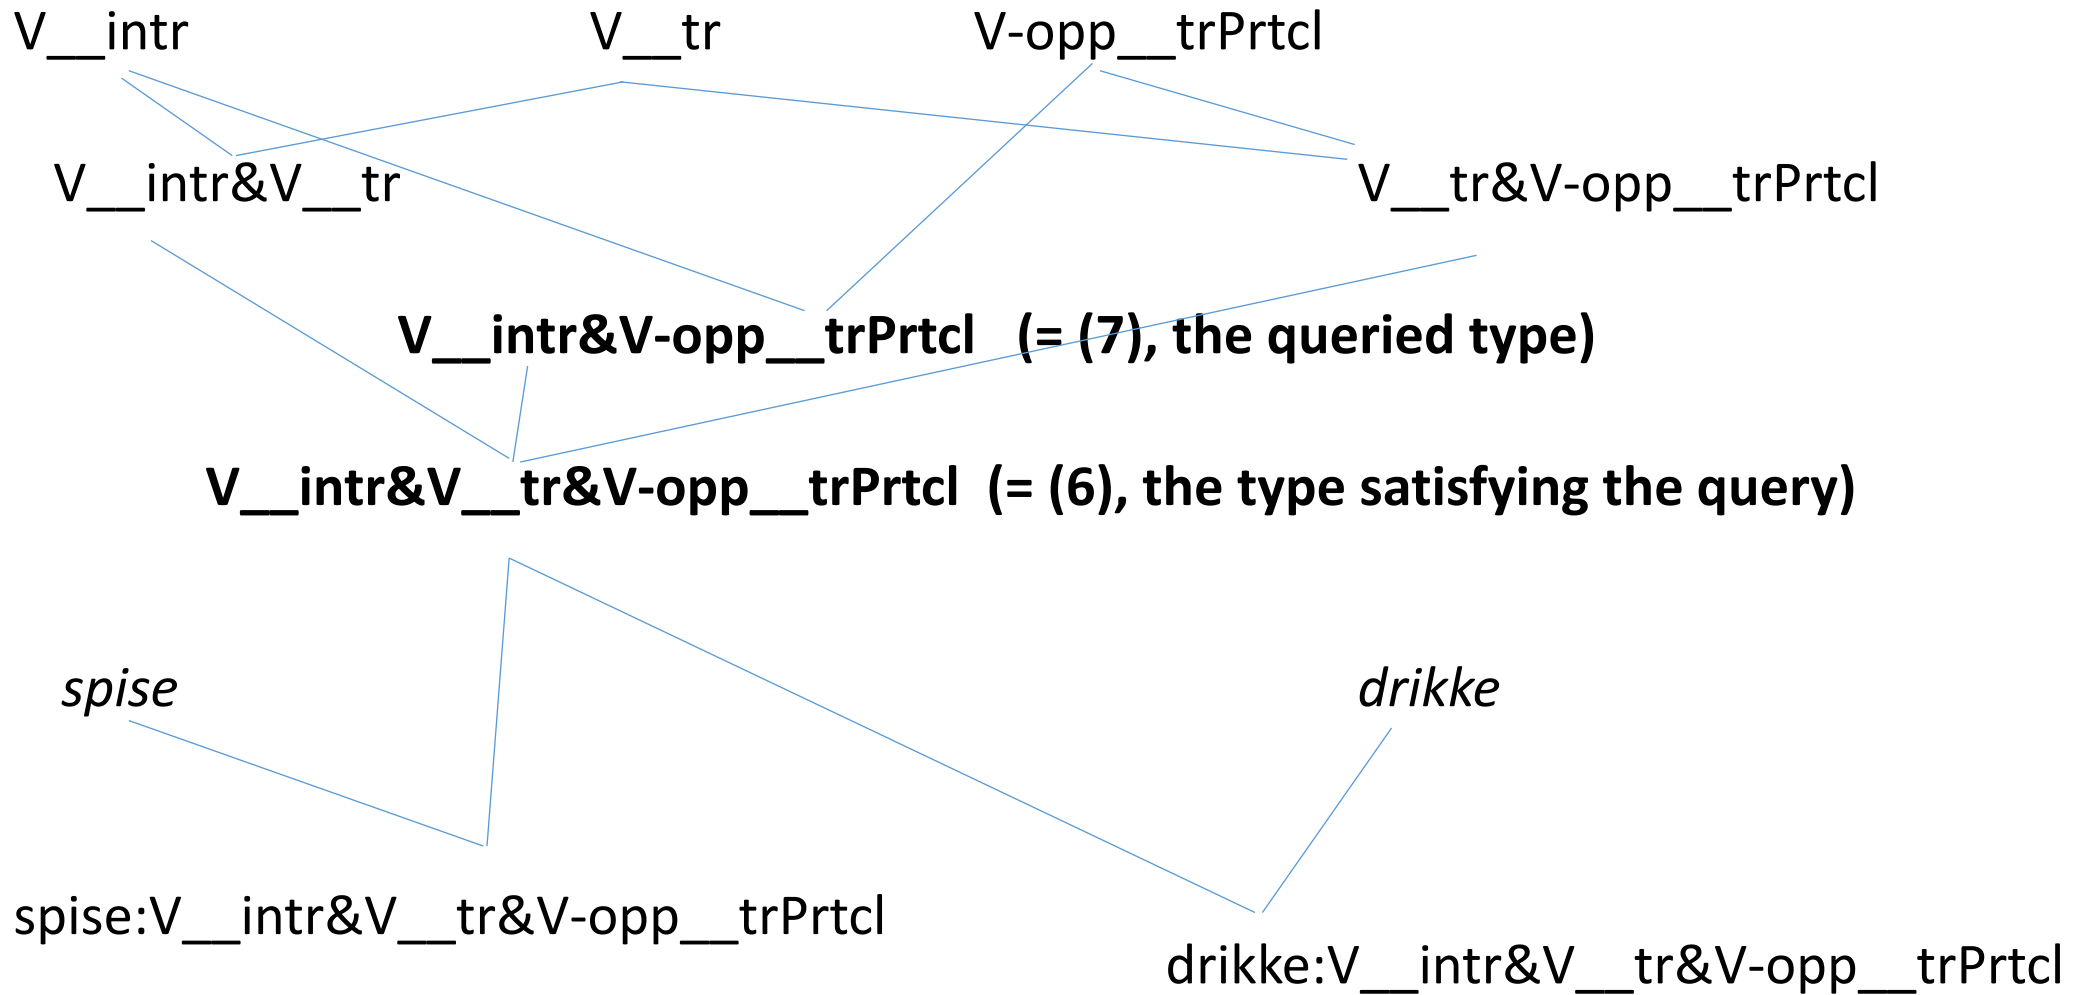 V__intr V__tr V-opp__trPrtcl
V__intr&V__tr V__tr&V-opp__trPrtcl
V__intr&V-opp__trPrtcl (= (7), the queried type)
V__intr&V__tr&V-opp__trPrtcl (= (6), the type satisfying the query)
spise drikke
spise:V__intr&V__tr&V-opp__trPrtcl
drikke:V__intr&V__tr&V-opp__trPrtcl